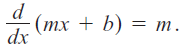 d/dx (mx + b) = m.